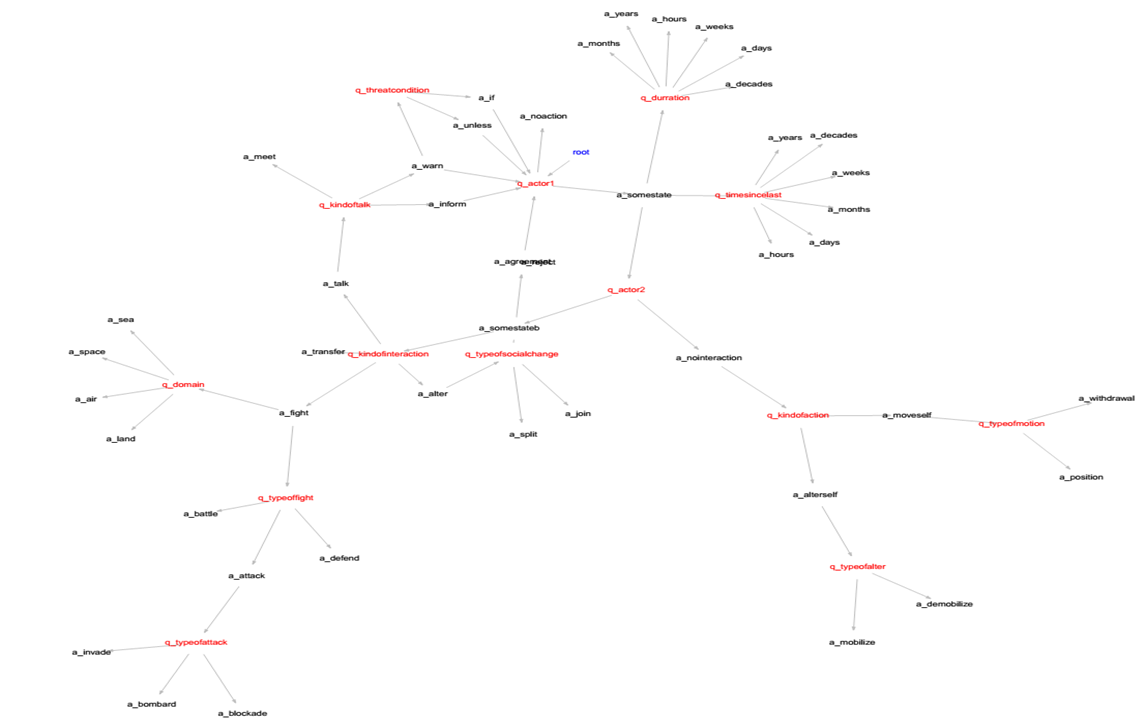 a_years
a_hours
a_weeks
a_months
a_days
a_decades
q_durration
q_threatcondition
a_if
a_unless
a_noaction
root
a_years
a_decades
a_meet
a_warn
a_weeks
q_actor1
a_somestate
q_timesincelast
q_kindoftalk
a_inform
a_months
a_days
a_hours
a_agreement
a_reject
a_talk
q_actor2
a_sea
a_somestateb
a_space
a_transfer
q_kindofinteraction
q_typeofsocialchange
a_nointeraction
q_domain
a_alter
a_air
a_fight
a_join
a_withdrawal
q_kindofaction
a_moveself
q_typeofmotion
a_land
a_split
a_position
q_typeoffight
a_alterself
a_battle
a_defend
q_typeofalter
a_attack
a_demobilize
q_typeofattack
a_mobilize
a_invade
a_bombard
a_blockade